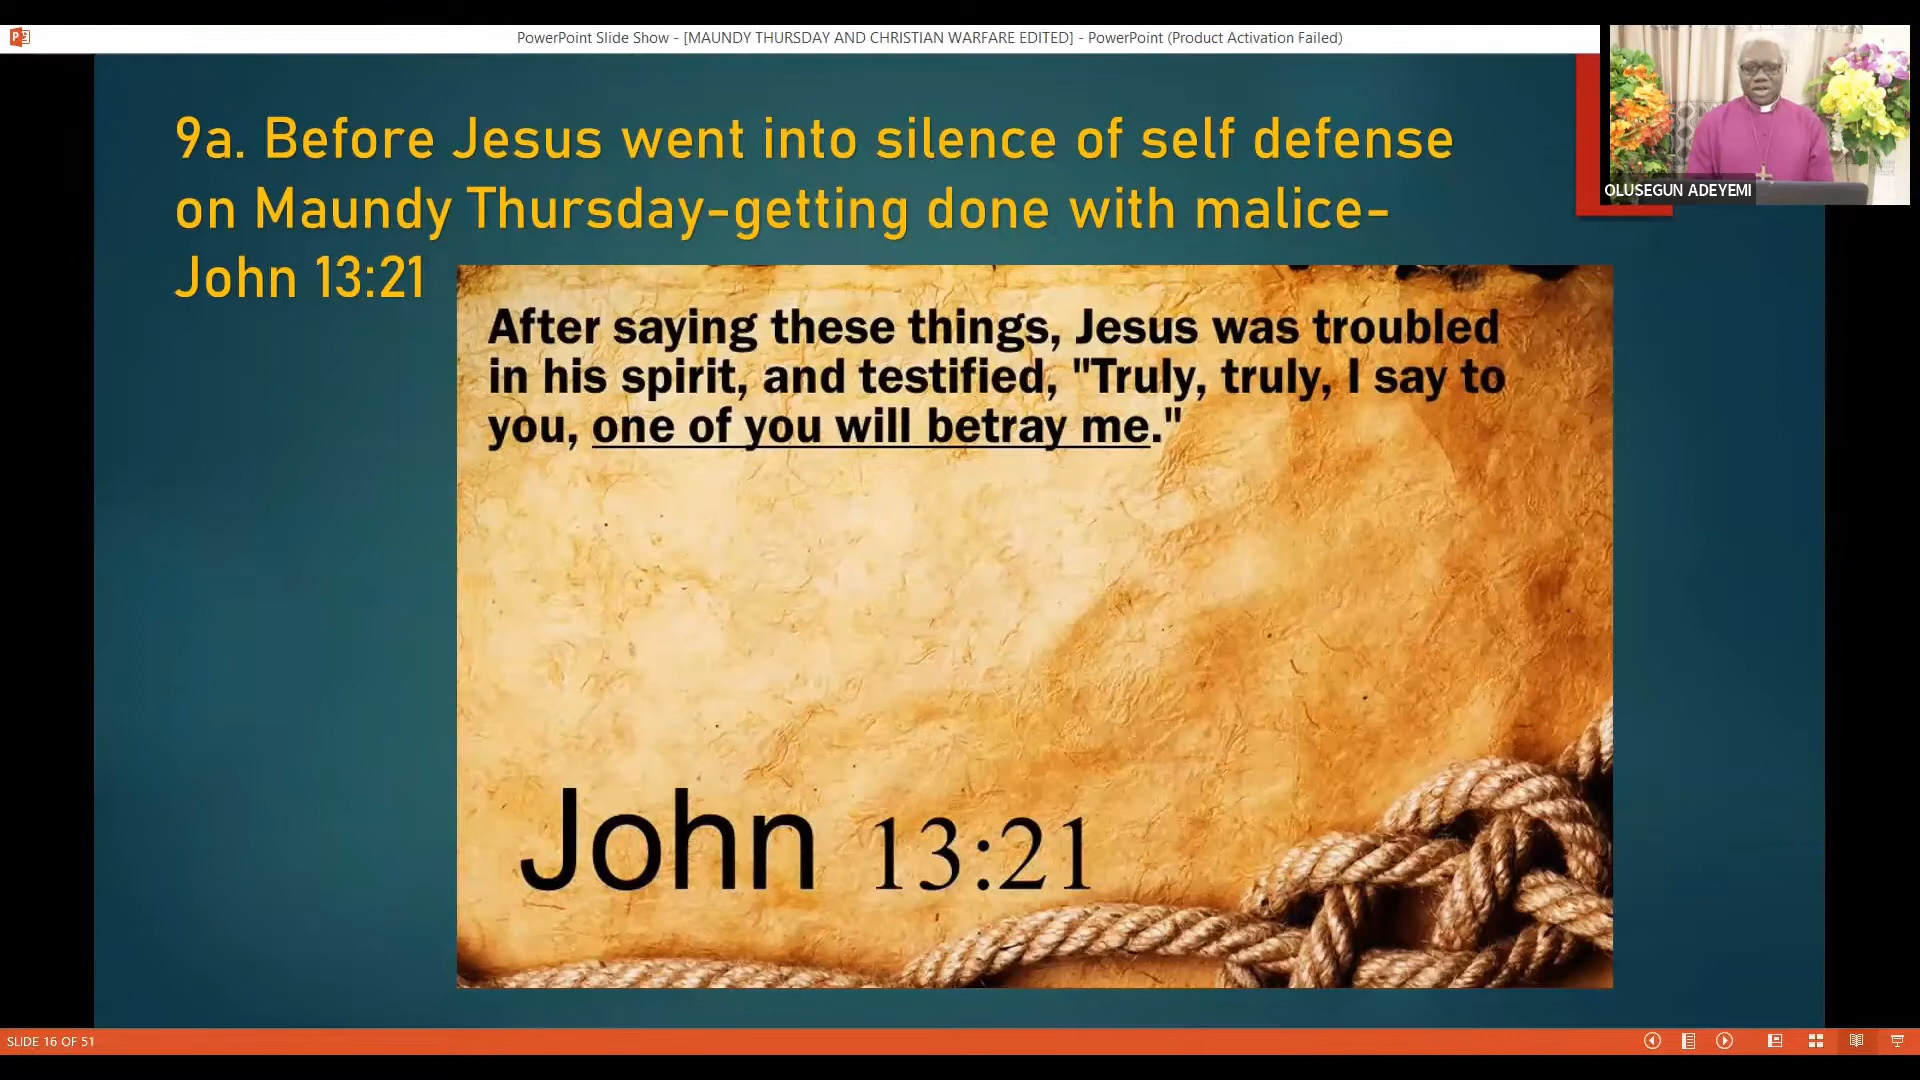 PowerPoint Slide Show - [MAUNDY THURSDAY AND CHRISTIAN WARFARE EDITED] - PowerPoint (Product Activation Failed)
9a. Before Jesus went into silence of self defense
on Maundy Thursday-getting done with malice-
John 13:21
OLUSEGUN ADEYEMI
After saying these things, Jesus was troubled
in his spirit, and testified, "Truly, truly, I say to
you, one of you will betray me."
John 13:21
SLIDE 16 OF 51